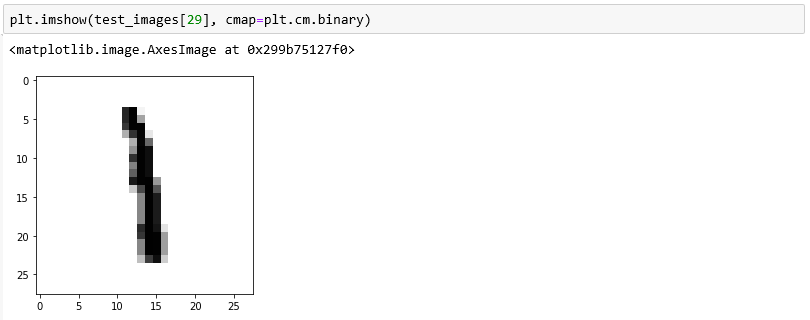 plt.imshow(test_images[29], cmap=plt.cm.binary)
<matplotlib.image.AxesImage at 0x299b75127f0>
0
5
10
15
20
25
0 5 10 15 20 25